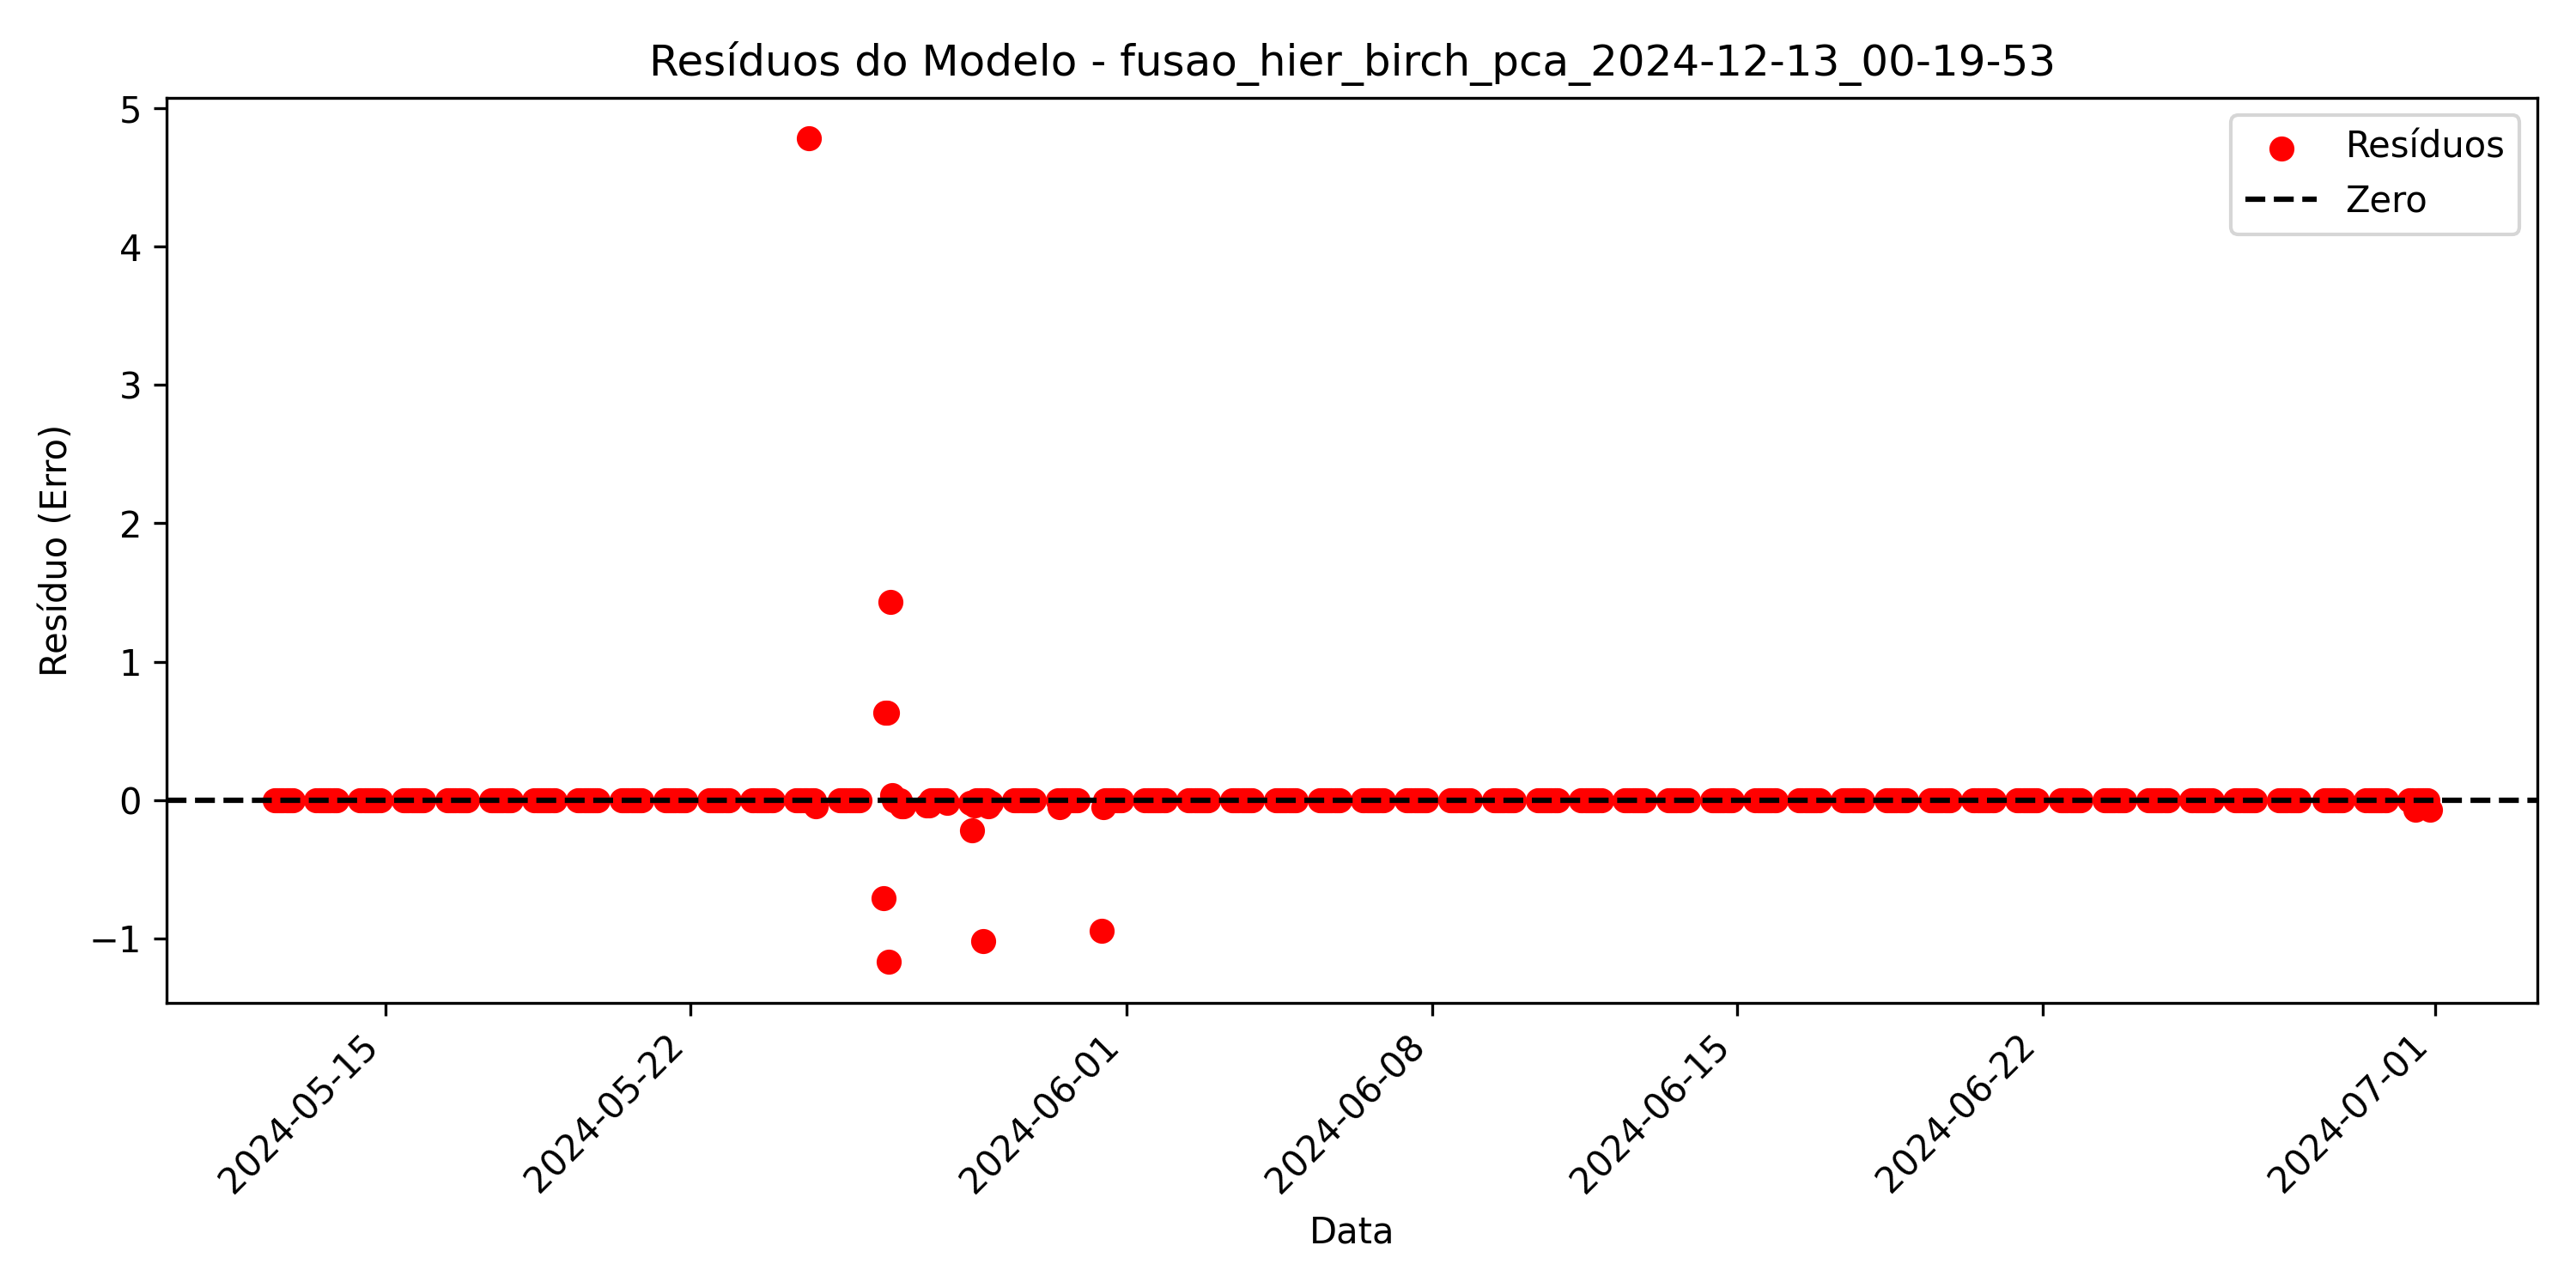 Resíduos do Modelo - fusao_hier_birch_pca_2024-12-13_00-19-53
Resíduos
Zero
Resíduo (Erro)
5
4
3
2
1
0
−1
2024-05-15
2024-05-22
2024-06-01
2024-06-08
2024-06-15
2024-06-22
2024-07-01
Data